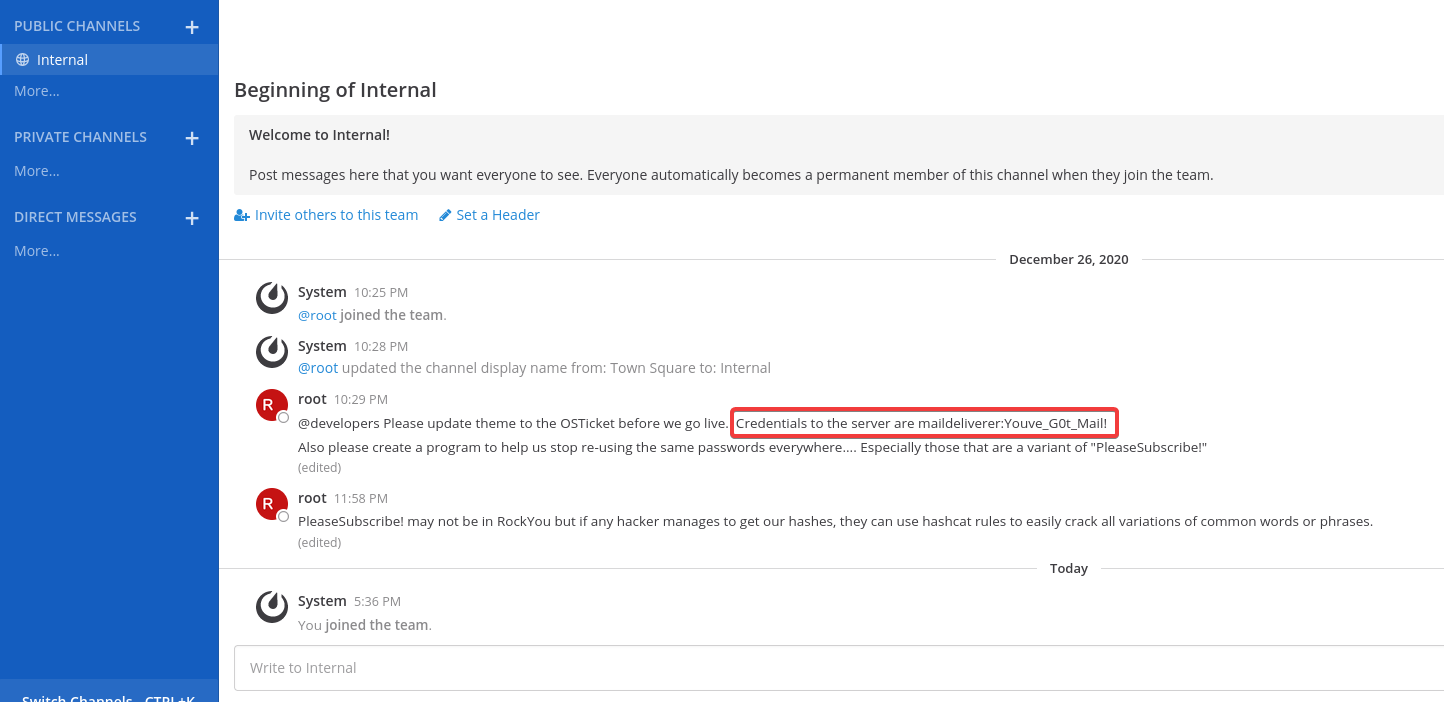 PUBLIC CHANNELS +
Internal
More...
PRIVATE CHANNELS +
More...
DIRECT MESSAGES +
More...
Switch Channels - CTRL+K
Beginning of Internal
Welcome to Internal!
Post messages here that you want everyone to see. Everyone automatically becomes a permanent member of this channel when they join the team.
Invite others to this team Set a Header
December 26, 2020
System 10:25 PM
@root joined the team.
System 10:28 PM
@root updated the channel display name from: Town Square to: Internal
R root 10:29 PM
@developers Please update theme to the OSTicket before we go live. Credentials to the server are maildeliverer:Youve_G0t_Mail!
Also please create a program to help us stop re-using the same passwords everywhere.... Especially those that are a variant of "PleaseSubscribe!"
(edited)
R root 11:58 PM
PleaseSubscribe! may not be in RockYou but if any hacker manages to get our hashes, they can use hashcat rules to easily crack all variations of common words or phrases.
(edited)
Today
System 5:36 PM
You joined the team.
Write to Internal